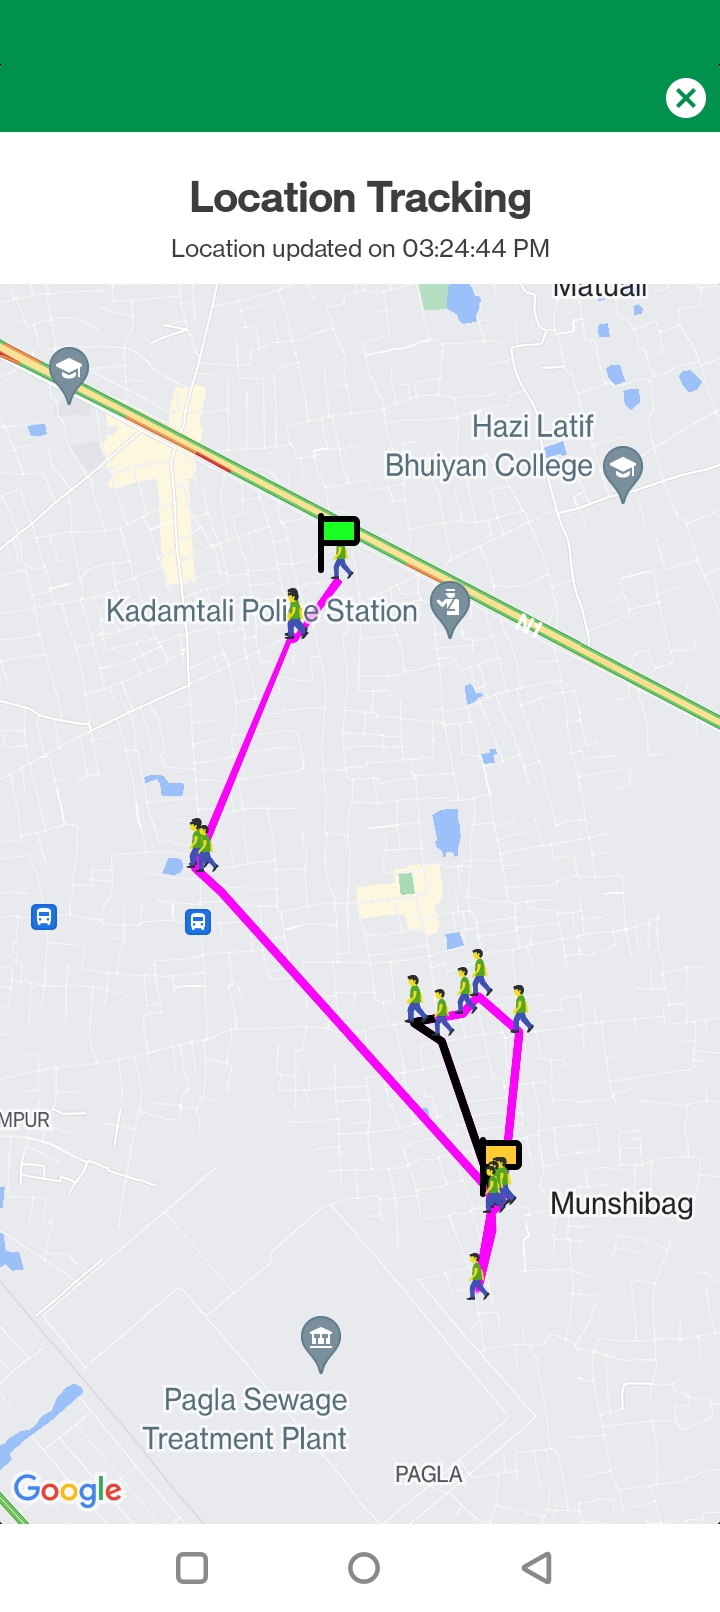 Location Tracking
Location updated on 03:24:44 PM
Matuail
Hazi Latif
Bhuiyan College
Kadamtali Police Station
N1
MPUR
Munshibag
Pagla Sewage
Treatment Plant
PAGLA
Google